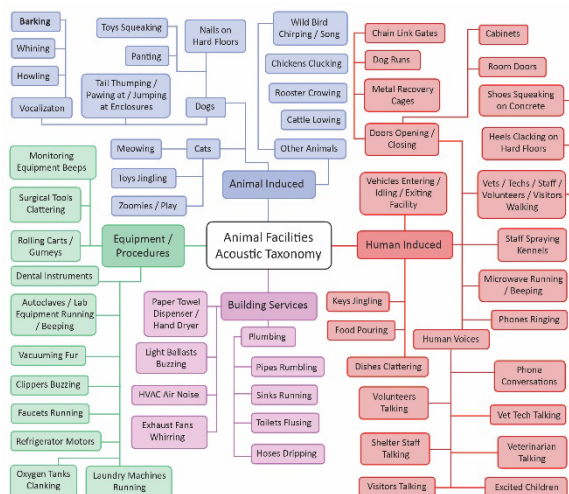 Barking
Whining
Howling
Vocalizaton
Toys Squeaking
Panting
Tail Thumping /
Pawing at / Jumping
at Enclosures
Nails on
Hard Floors
Dogs
Meowing
Cats
Toys Jingling
Zoomies / Play
Wild Bird
Chirping / Song
Chickens Clucking
Rooster Crowing
Cattle Lowing
Other Animals
Animal Induced
Chain Link Gates
Dog Runs
Metal Recovery
Cages
Doors Opening /
Closing
Cabinets
Room Doors
Shoes Squeaking
on Concrete
Heels Clacking on
Hard Floors
Vehicles Entering /
Idling / Exiting
Facility
Vets / Techs / Staff /
Volunteers / Visitors
Walking
Human Induced
Staff Spraying
Kennels
Microwave Running
/ Beeping
Phones Ringing
Keys Jingling
Food Pouring
Dishes Clattering
Human Voices
Phone
Conversations
Volunteers
Talking
Vet Tech Talking
Shelter Staff
Talking
Veterinarian
Talking
Visitors Talking
Excited Children
Animal Facilities
Acoustic Taxonomy
Monitoring
Equipment Beeps
Surgical Tools
Clattering
Rolling Carts /
Gurneys
Equipment /
Procedures
Dental Instruments
Autoclaves / Lab
Equipment Running
/ Beeping
Vacuuming Fur
Clippers Buzzing
Faucets Running
Refrigerator Motors
Oxygen Tanks
Clanking
Laundry Machines
Running
Building Services
Paper Towel
Dispenser /
Hand Dryer
Light Ballasts
Buzzing
HVAC Air Noise
Exhaust Fans
Whirring
Plumbing
Pipes Rumbling
Sinks Running
Toilets Flusing
Hoses Dripping